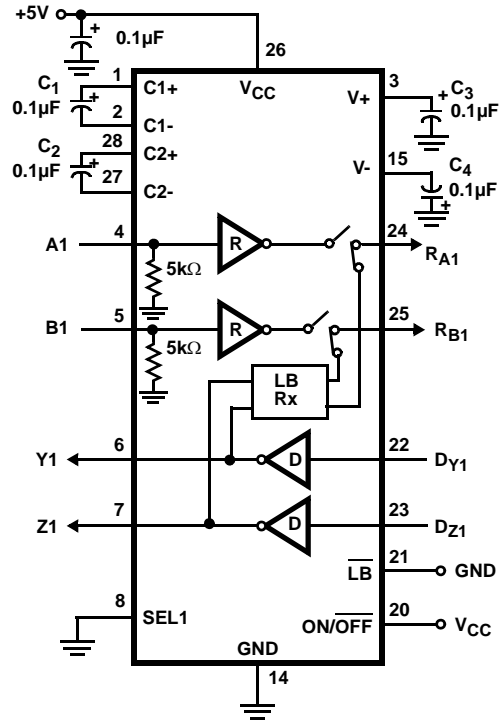 +5V
+
0.1µF
26
1
C1
0.1µF
+
2
C1+
C1-
VCC
V+
3
+
C3
0.1µF
28
C2
0.1µF
+
27
C2+
C2-
V-
15
C4
0.1µF
+
A1
4
5kΩ
R
24
RA1
B1
5
5kΩ
R
25
RB1
LB
Rx
Y1
6
D
22
DY1
Z1
7
D
23
DZ1
LB
21
GND
8
SEL1
ON/OFF
20
VCC
GND
14